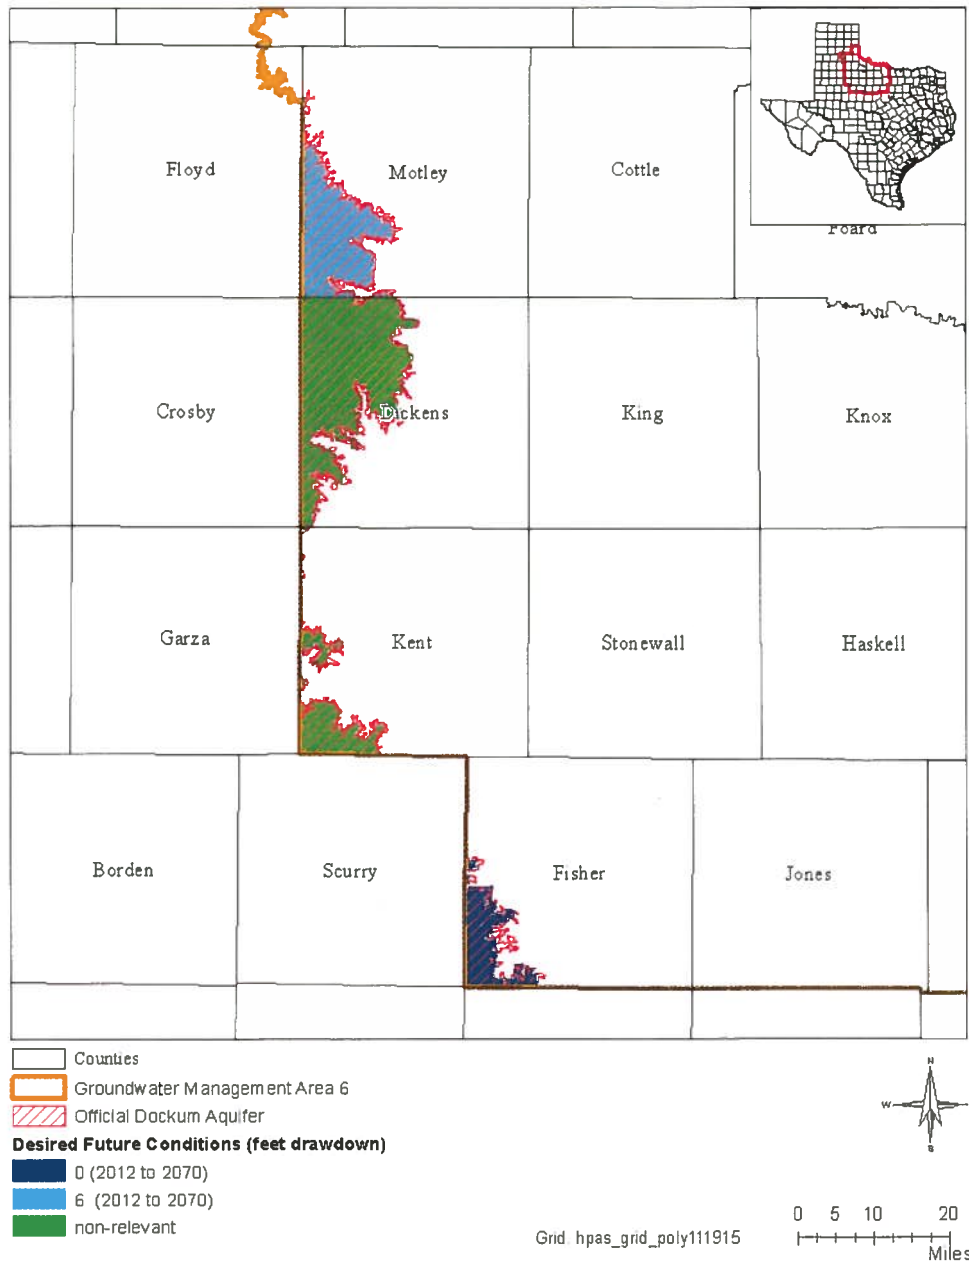 Floyd
Motley
Cottle
Foard
Crosby
Dickens
King
Knox
Garza
Kent
Stonewall
Haskell
Borden
Scurry
Fisher
Jones
Counties
Groundwater Management Area 6
Official Dockum Aquifer
Desired Future Conditions (feet drawdown)
0 (2012 to 2070)
6 (2012 to 2070)
non-relevant
N
W
S
Grid. hpas_grid_poly111915
0 5 10 20
Miles